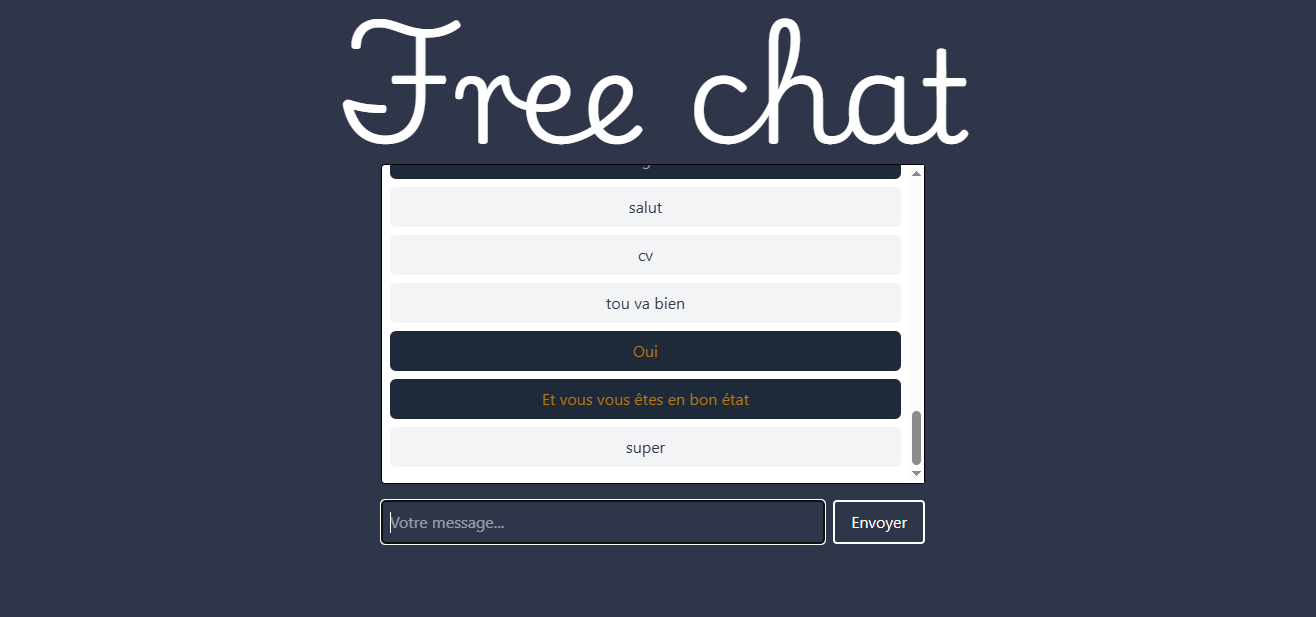 Free chat
salut
cv
tou va bien
Oui
Et vous vous êtes en bon état
super
Votre message...
Envoyer